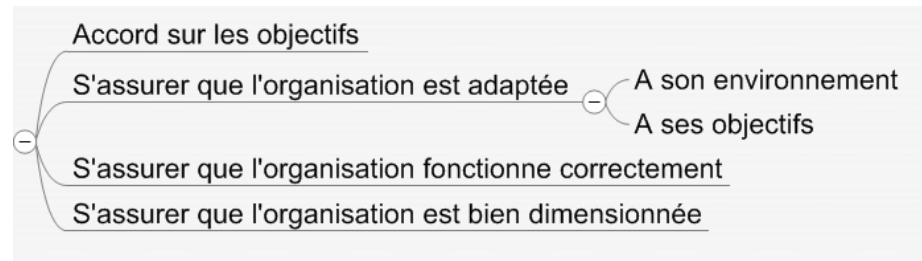 Accord sur les objectifs
S'assurer que l'organisation est adaptée
A son environnement
A ses objectifs
S'assurer que l'organisation fonctionne correctement
S'assurer que l'organisation est bien dimensionnée